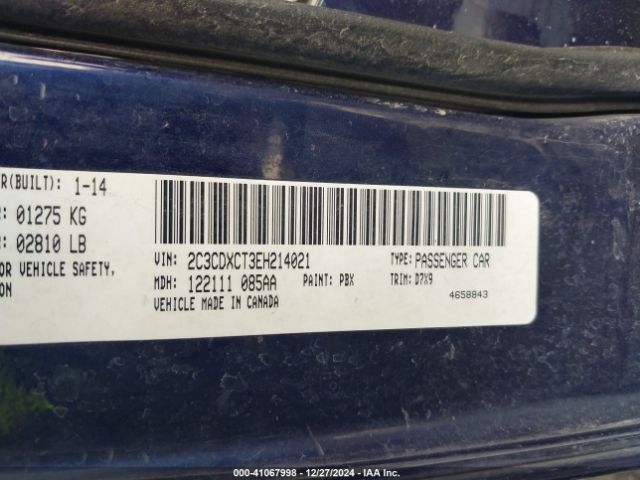 R(BUILT): 1-14
: 01275 KG
: 02810 LB
OR VEHICLE SAFETY,
ON
VIN: 2C3CDXCT3EH214021
TYPE: PASSENGER CAR
MDH: 122111 085AA
PAINT: PBX
TRIM: D7X9
VEHICLE MADE IN CANADA
4658843
000-41067998 - 12/27/2024 - IAA Inc.